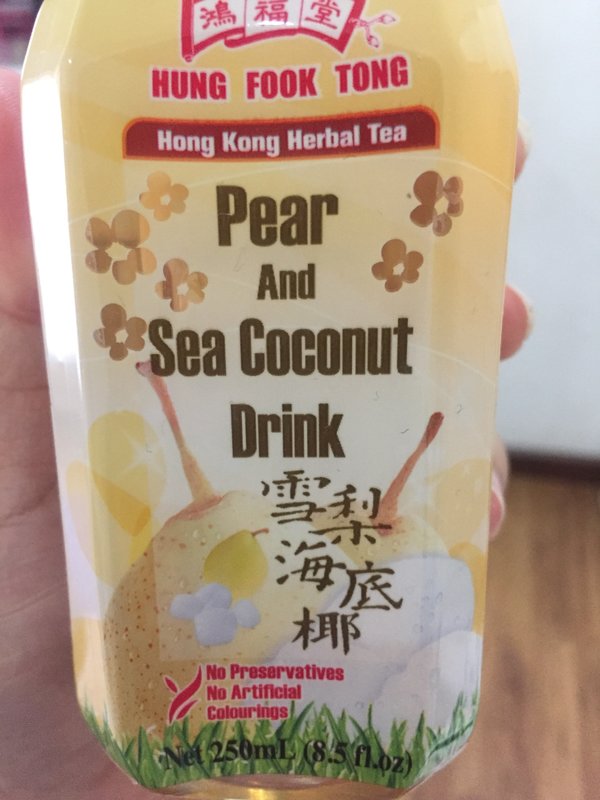 鴻福堂
HUNG FOOK TONG
Hong Kong Herbal Tea
Pear
And
Sea Coconut
Drink
雪梨
海底
椰
No Preservatives
No Artificial
Colourings
Net 250mL (8.5 fl.oz)